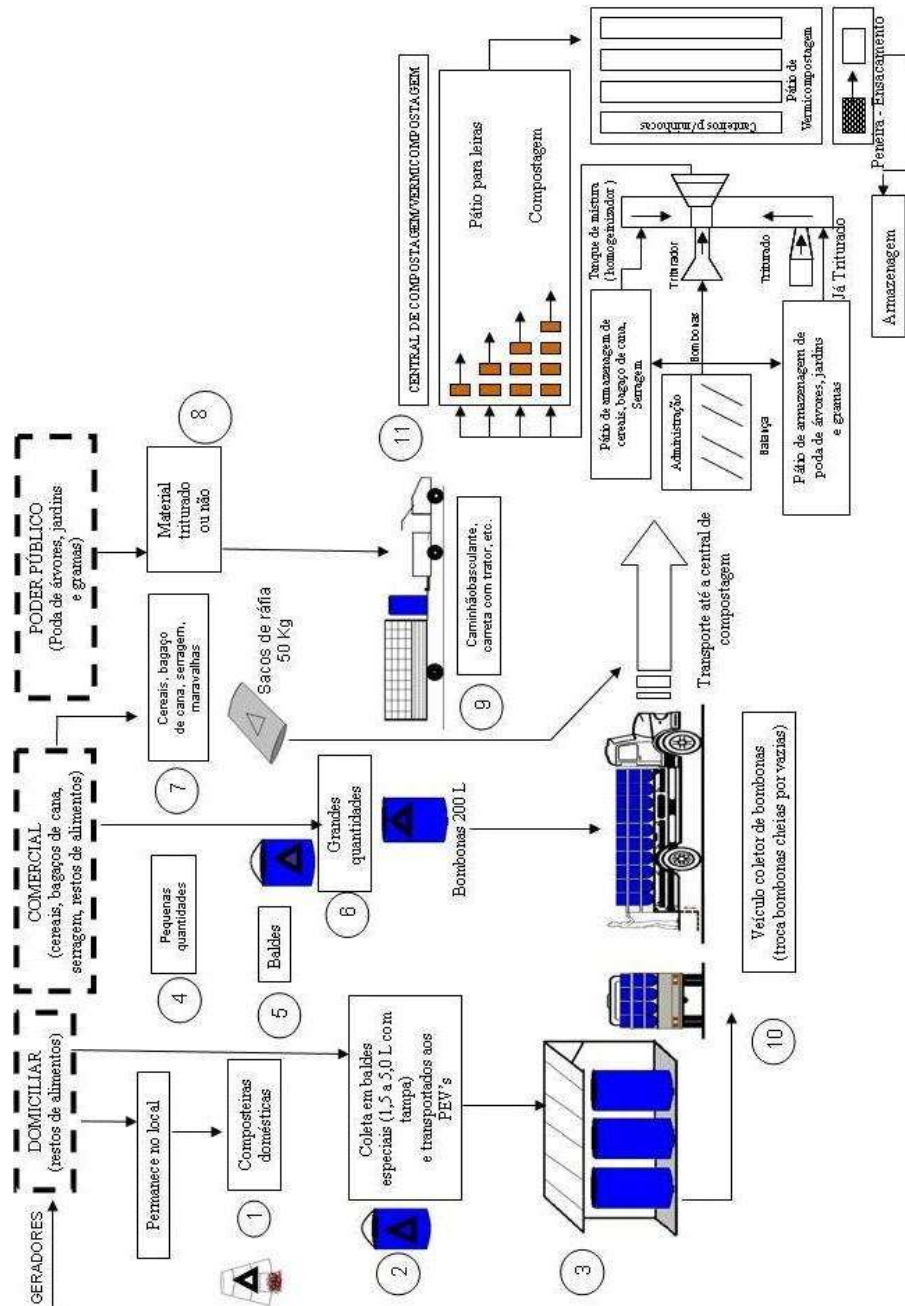 GERADORES
DOMICILIAR
(restos de alimentos)
COMERCIAL
(cereais, bagaços de cana,
serragem, restos de alimentos)
PODER PÚBLICO
(Poda de árvores, jardins
e gramas)
Permanece no local
Composteiras
domésticas
1
2
Coleta em baldes
especiais (1,5 a 5,0 L com
tampa)
e transportados aos
PEV's
3
4
Pequenas
quantidades
5
Baldes
6
Grandes
quantidades
Bombonas 200 L
7
Cereais, bagaço
de cana, serragem,
maravalhas
Sacos de ráfia
50 Kg
8
Material
triturado
ou não
9
Caminhãobasculante,
carreta com trator, etc.
10
Veículo coletor de bombonas
(troca bombonas cheias por vazias)
Transporte até a central de
compostagem
11
CENTRAL DE COMPOSTAGEM/VERMICOMPOSTAGEM
Pátio para leiras
Compostagem
Pátio de armazenagem de
cereais, bagaço de cana,
Serragem
Tanque de mistura
(homogeinizador)
Triturador
Bombonas
Administração
Balança
Triturado
Já Triturado
Pátio de armazenagem de
poda de árvores, jardins
e gramas
Canteiros p/ minhocas
Pátio de
Vermicompostagem
Peneira - Ensacamento
Armazenagem